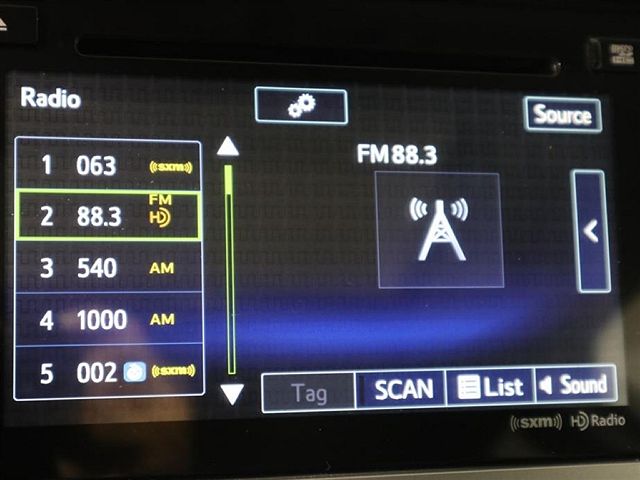 Radio
Source
FM 88.3
1 063 ((sxm))
2 88.3 FM HD
3 540 AM
4 1000 AM
5 002 ((sxm))
Tag SCAN List Sound
((sxm)) HD Radio